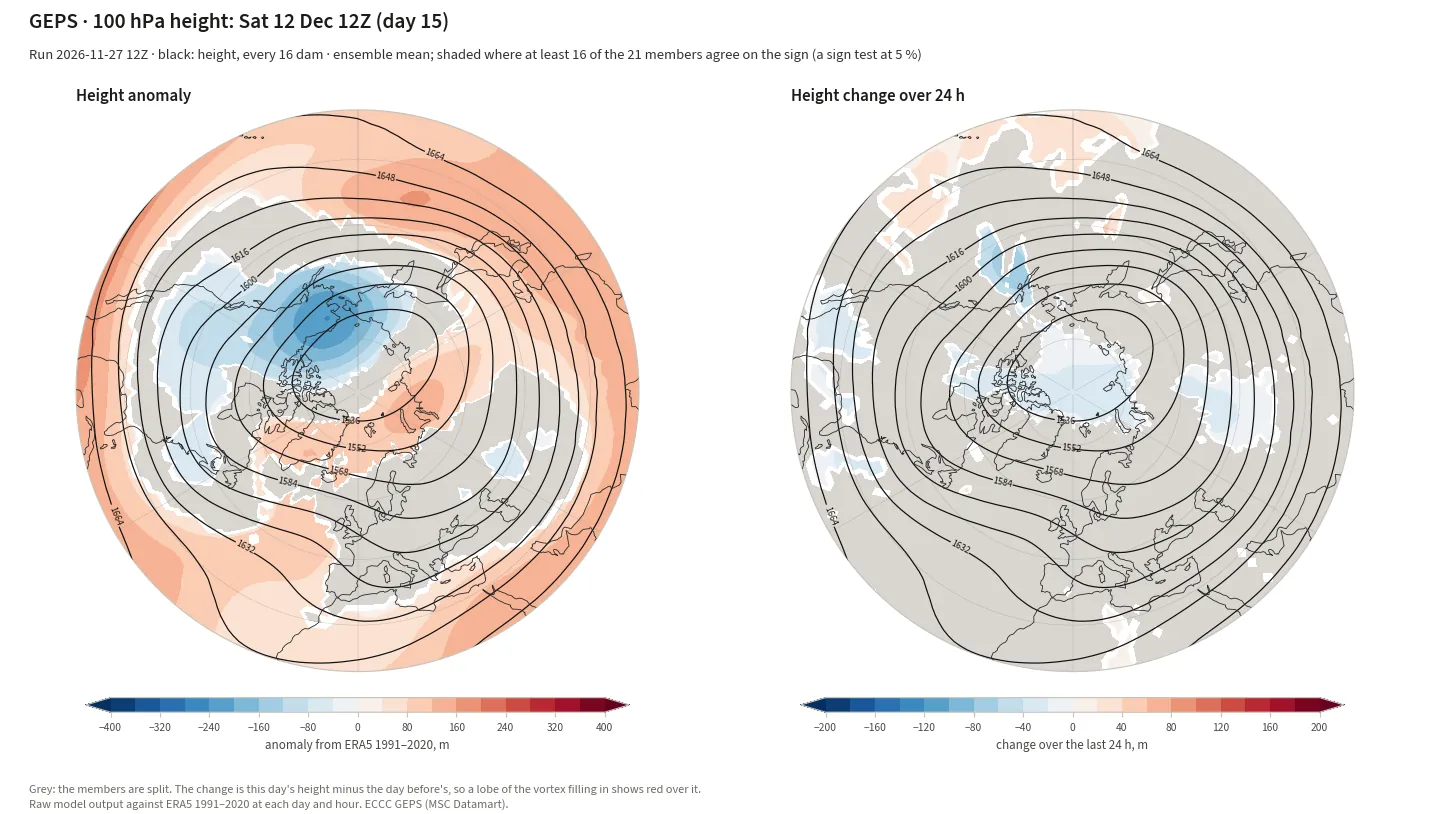 GEPS · 100 hPa height: Sat 12 Dec 12Z (day 15)
Run 2026-11-27 12Z · black: height, every 16 dam · ensemble mean; shaded where at least 16 of the 21 members agree on the sign (a sign test at 5 %)
Height anomaly
Height change over 24 h
1664
1648
1616
1600
1536
1552
1568
1584
1632
1664
1664
1648
1616
1600
1536
1552
1568
1584
1632
1664
−400 −320 −240 −160 −80 0 80 160 240 320 400
anomaly from ERA5 1991–2020, m
−200 −160 −120 −80 −40 0 40 80 120 160 200
change over the last 24 h, m
Grey: the members are split. The change is this day's height minus the day before's, so a lobe of the vortex filling in shows red over it.
Raw model output against ERA5 1991–2020 at each day and hour. ECCC GEPS (MSC Datamart).